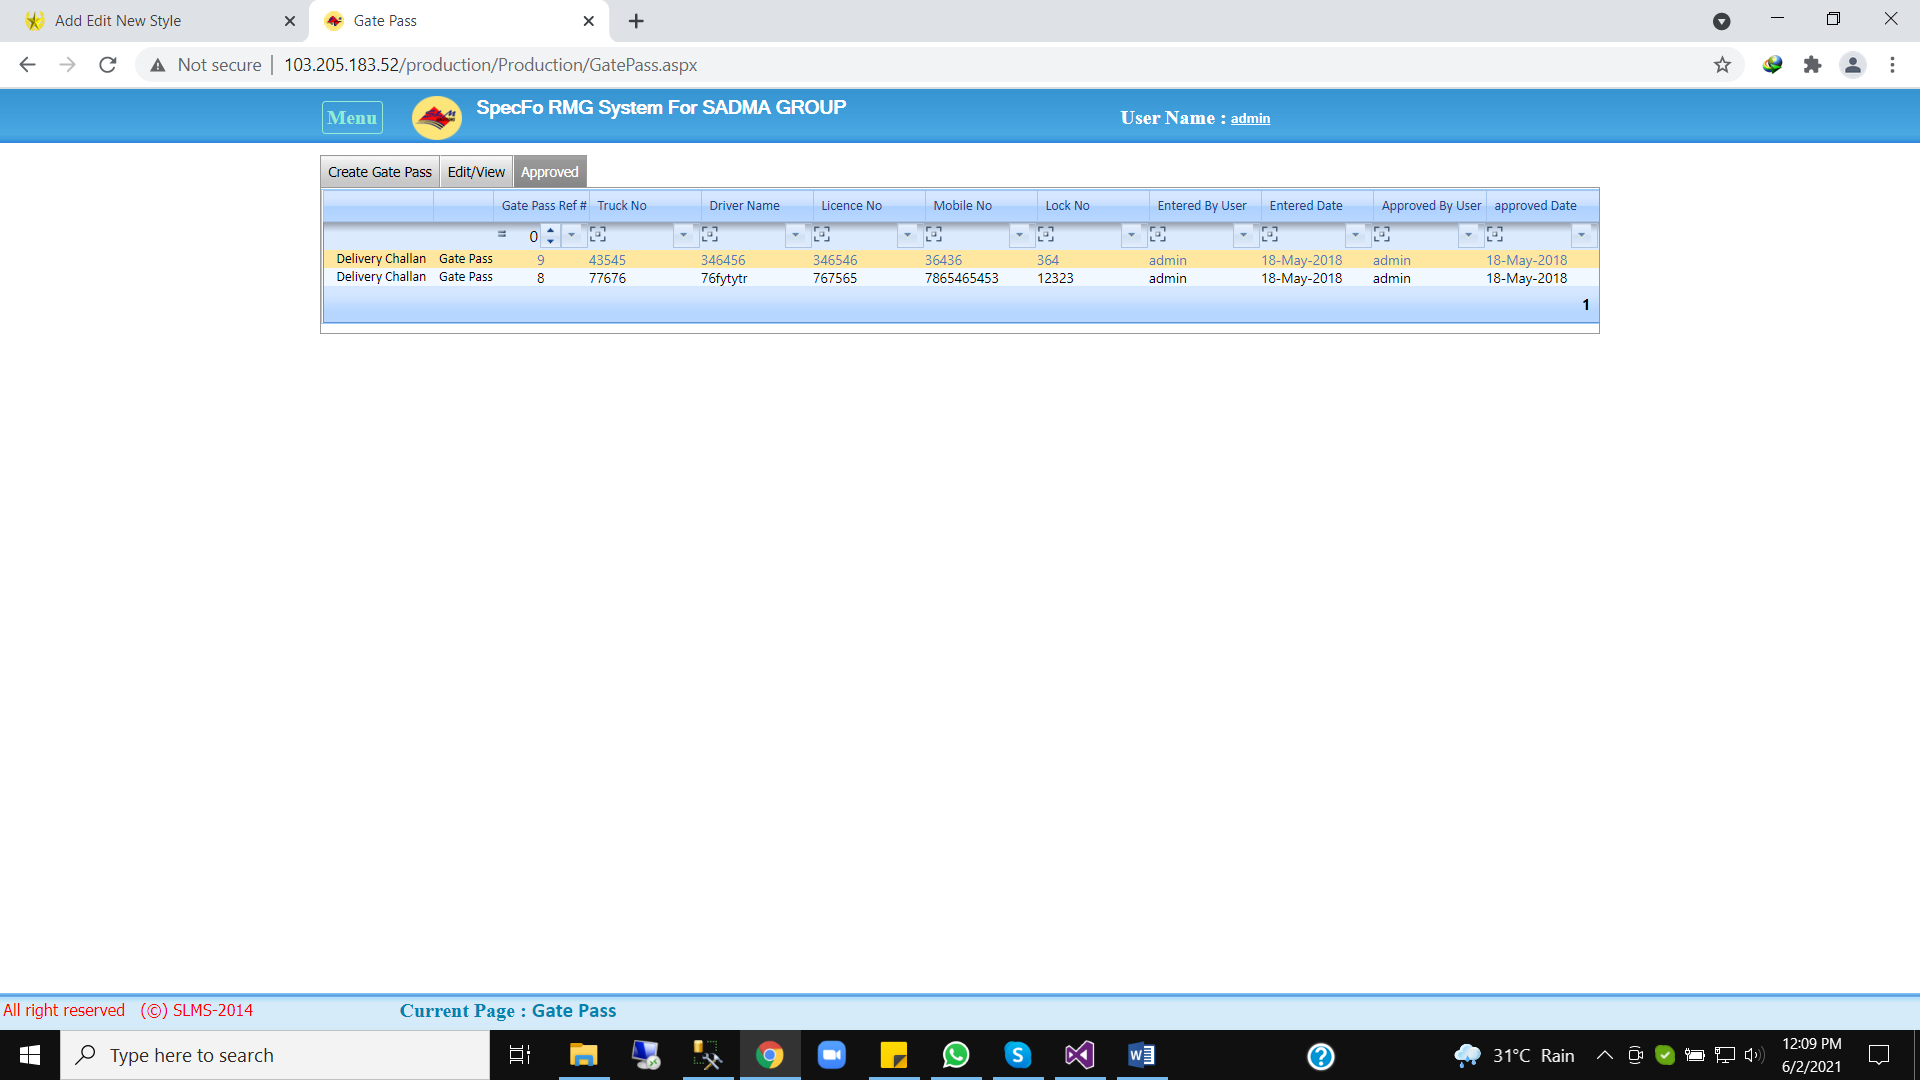 Add Edit New Style
Gate Pass
Not secure
103.205.183.52/production/Production/GatePass.aspx
Menu
SpecFo RMG System For SADMA GROUP
User Name : admin
Create Gate Pass Edit/View Approved
Gate Pass Ref # Truck No Driver Name Licence No Mobile No Lock No Entered By User Entered Date Approved By User approved Date
= 0
Delivery Challan Gate Pass 9 43545 346456 346546 36436 364 admin 18-May-2018 admin 18-May-2018
Delivery Challan Gate Pass 8 77676 76fytytr 767565 7865465453 12323 admin 18-May-2018 admin 18-May-2018
1
All right reserved (©) SLMS-2014
Current Page : Gate Pass
Type here to search
31°C Rain
12:09 PM
6/2/2021